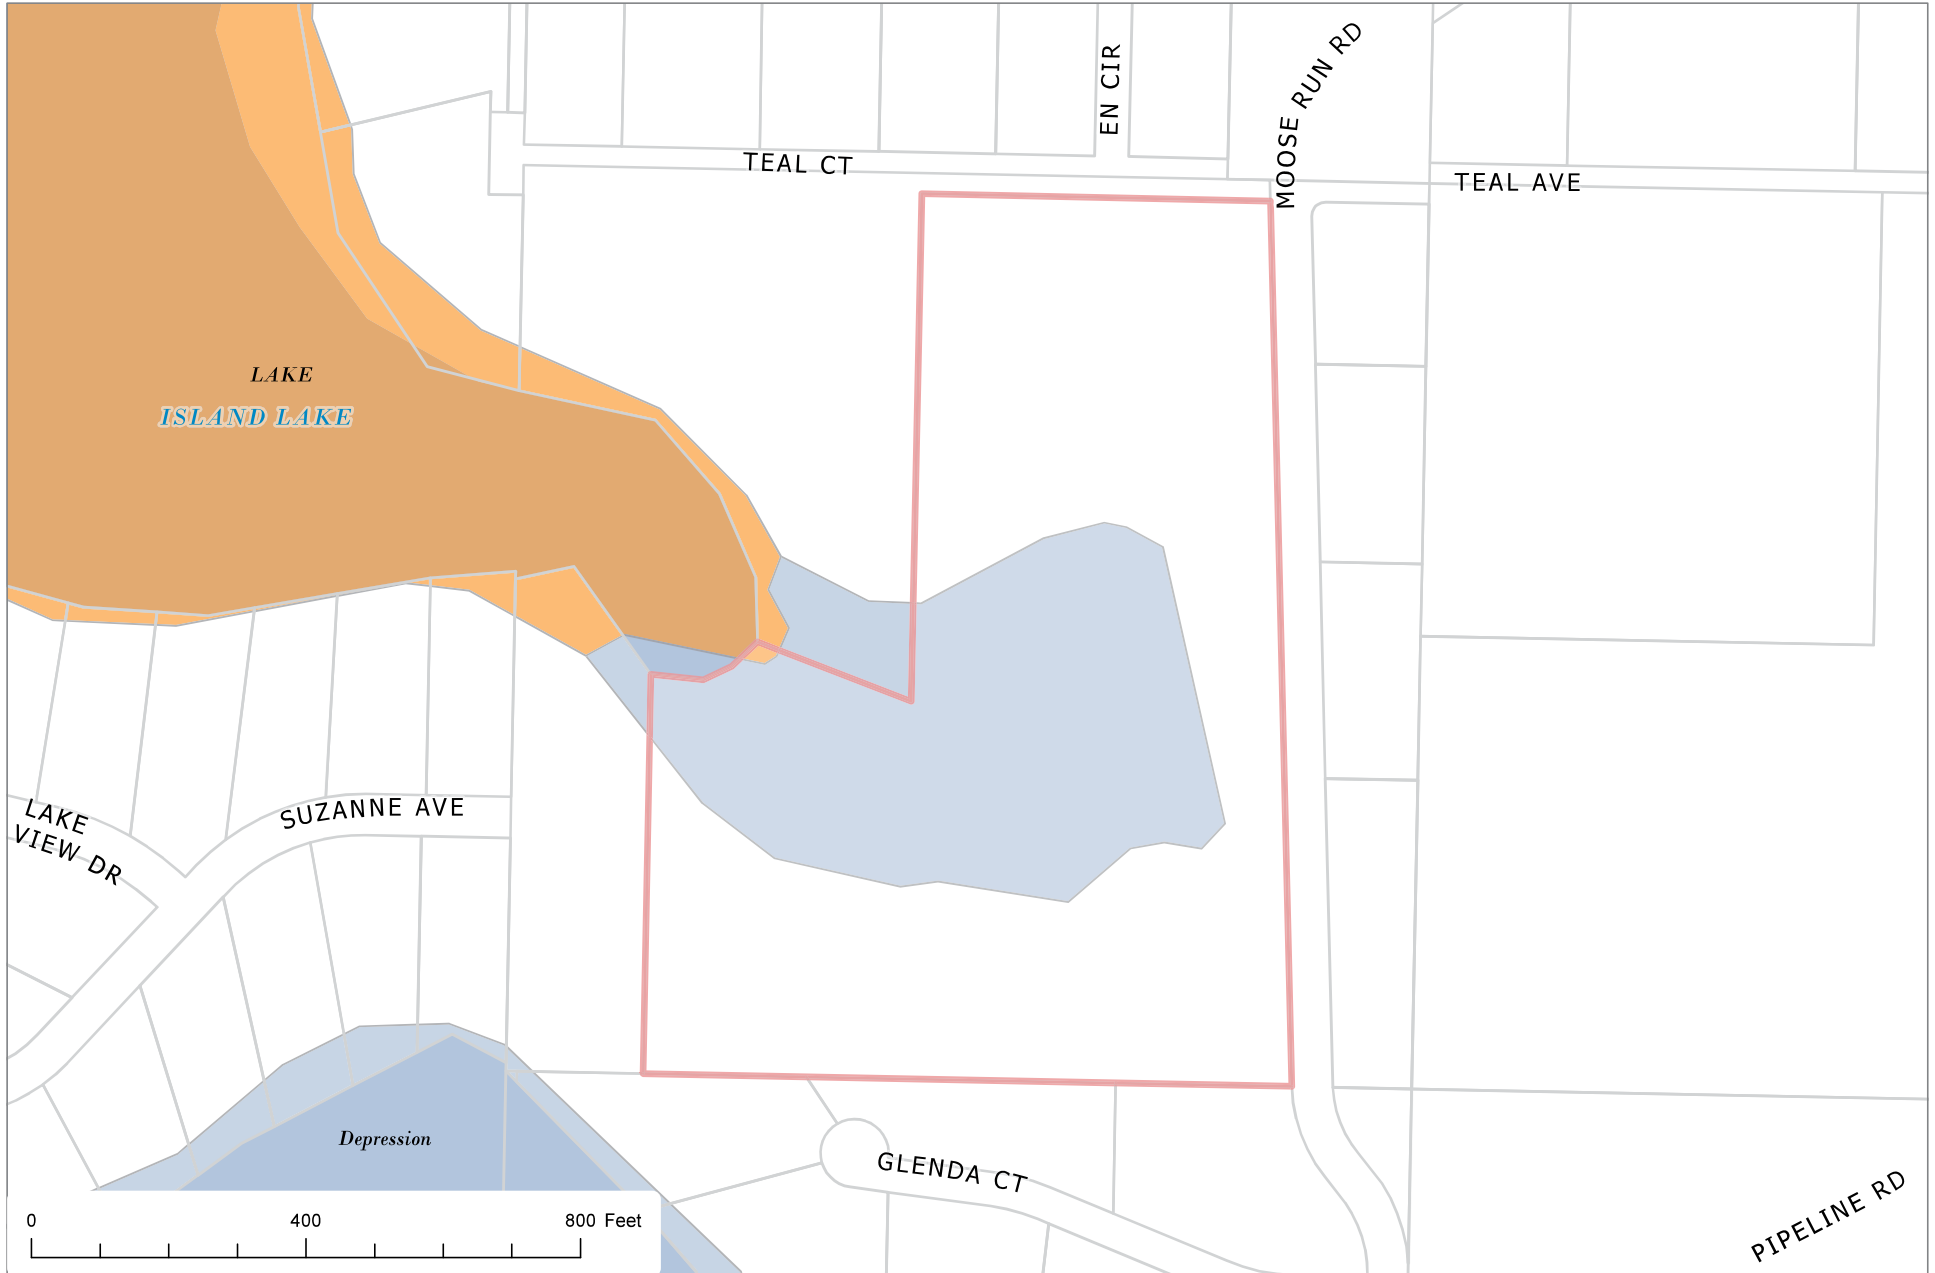 EN CIR
MOOSE RUN RD
TEAL CT
TEAL AVE
LAKE
ISLAND LAKE
LAKE
VIEW DR
SUZANNE AVE
Depression
GLENDA CT
PIPELINE RD
0 400 800 Feet